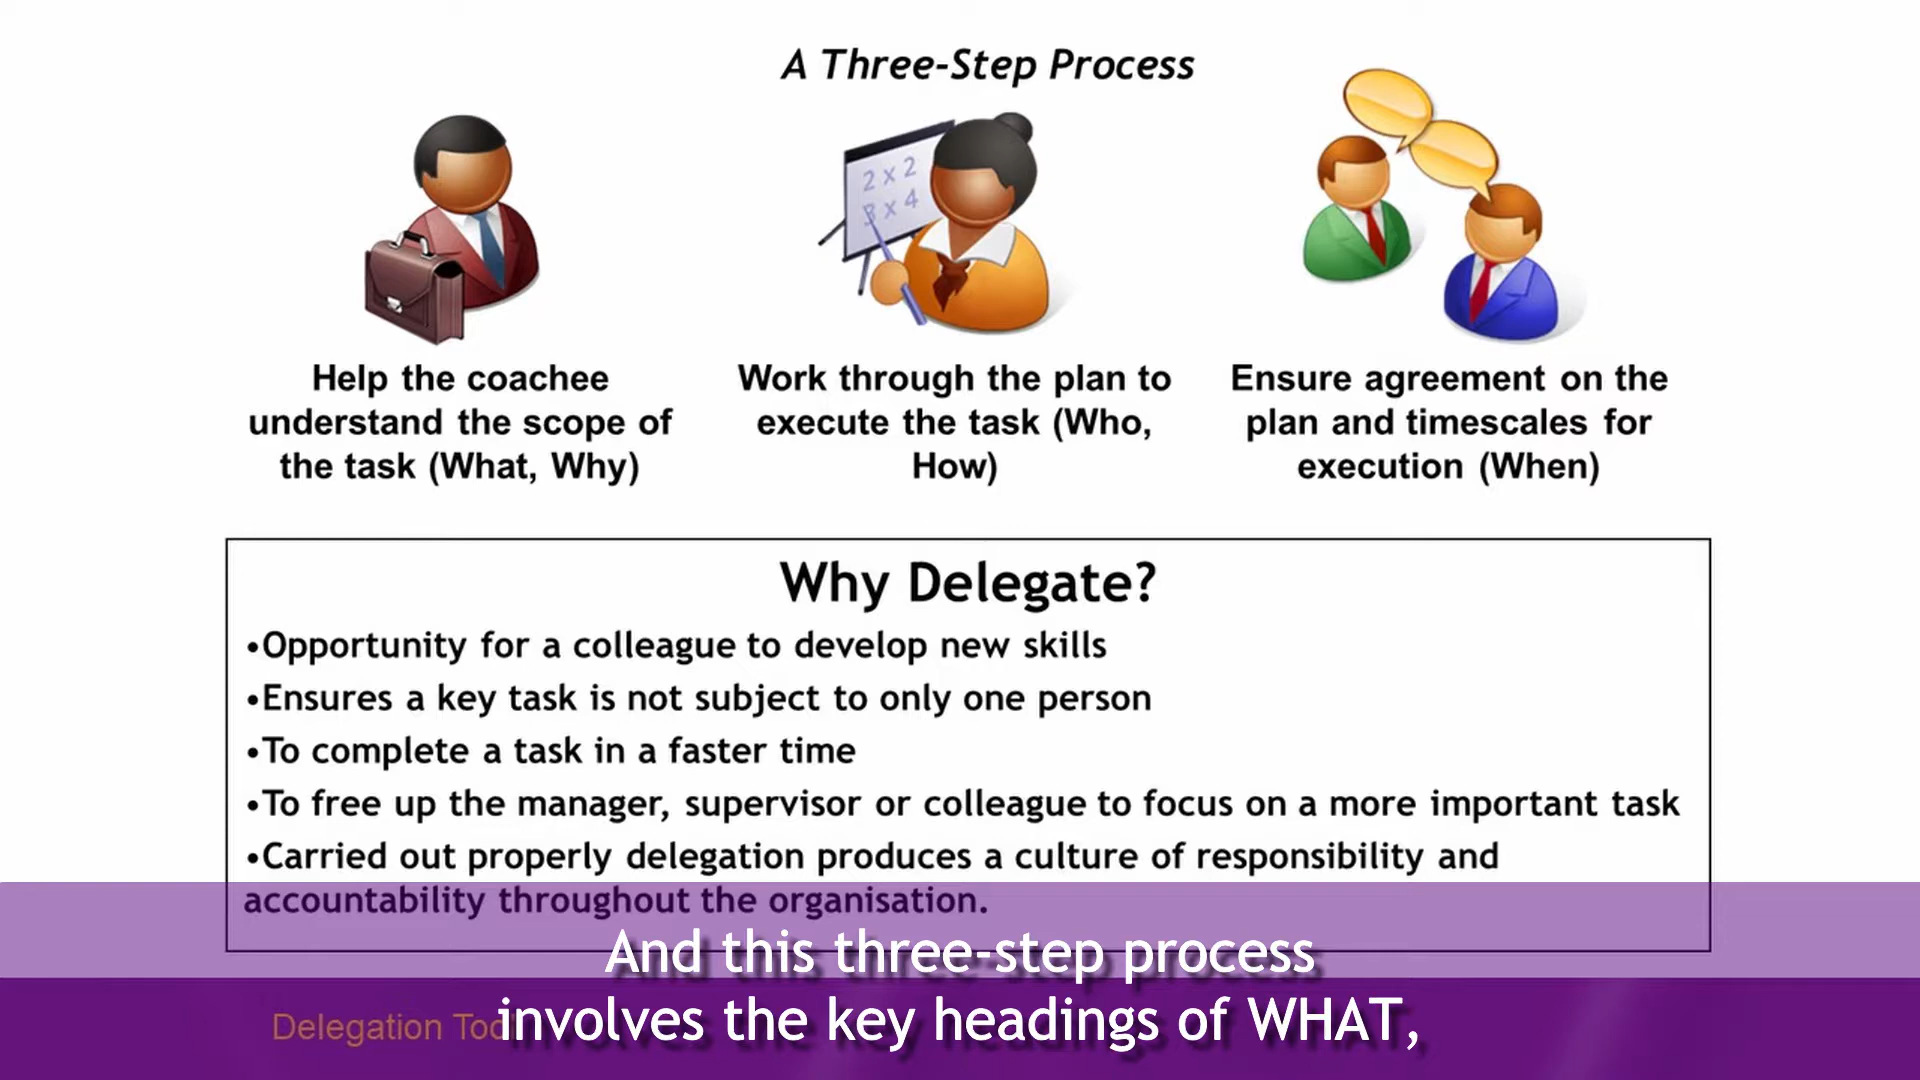 A Three-Step Process
2 x 2
3 x 4
Help the coachee
understand the scope of
the task (What, Why)
Work through the plan to
execute the task (Who,
How)
Ensure agreement on the
plan and timescales for
execution (When)
Why Delegate?
•Opportunity for a colleague to develop new skills
•Ensures a key task is not subject to only one person
•To complete a task in a faster time
•To free up the manager, supervisor or colleague to focus on a more important task
•Carried out properly delegation produces a culture of responsibility and
accountability throughout the organisation.
And this three-step process
involves the key headings of WHAT,
Delegation